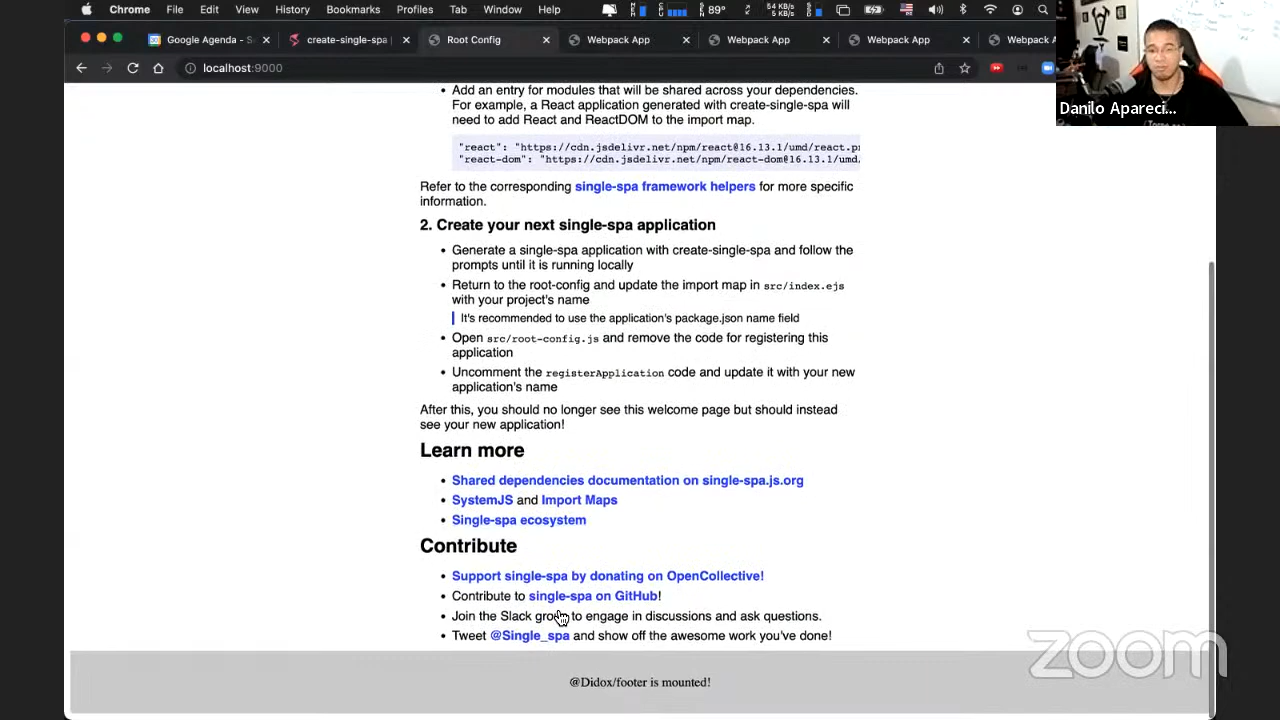 Chrome File Edit View History Bookmarks Profiles Tab Window Help
89°
KB/s
KB/s
Google Agenda
Root Config
Webpack App
Webpack App
localhost:9000
Danilo Apareci...
• Add an entry for modules that will be shared across your dependencies.
For example, a React application generated with create-single-spa will
need to add React and ReactDOM to the import map.
"react": "https://cdn.jsdelivr.net/npm/react@16.13.1/umd/react.pr
"react-dom": "https://cdn.jsdelivr.net/npm/react-dom@16.13.1/umd/
Refer to the corresponding single-spa framework helpers for more specific
information.
2. Create your next single-spa application
• Generate a single-spa application with create-single-spa and follow the
prompts until it is running locally
• Return to the root-config and update the import map in src/index.ejs
with your project's name
It's recommended to use the application's package.json name field
• Open src/root-config.js and remove the code for registering this
application
• Uncomment the registerApplication code and update it with your new
application's name
After this, you should no longer see this welcome page but should instead
see your new application!
Learn more
• Shared dependencies documentation on single-spa.js.org
• SystemJS and Import Maps
• Single-spa ecosystem
Contribute
• Support single-spa by donating on OpenCollective!
• Contribute to single-spa on GitHub!
• Join the Slack group to engage in discussions and ask questions.
• Tweet @Single_spa and show off the awesome work you've done!
@Didox/footer is mounted!
zoom